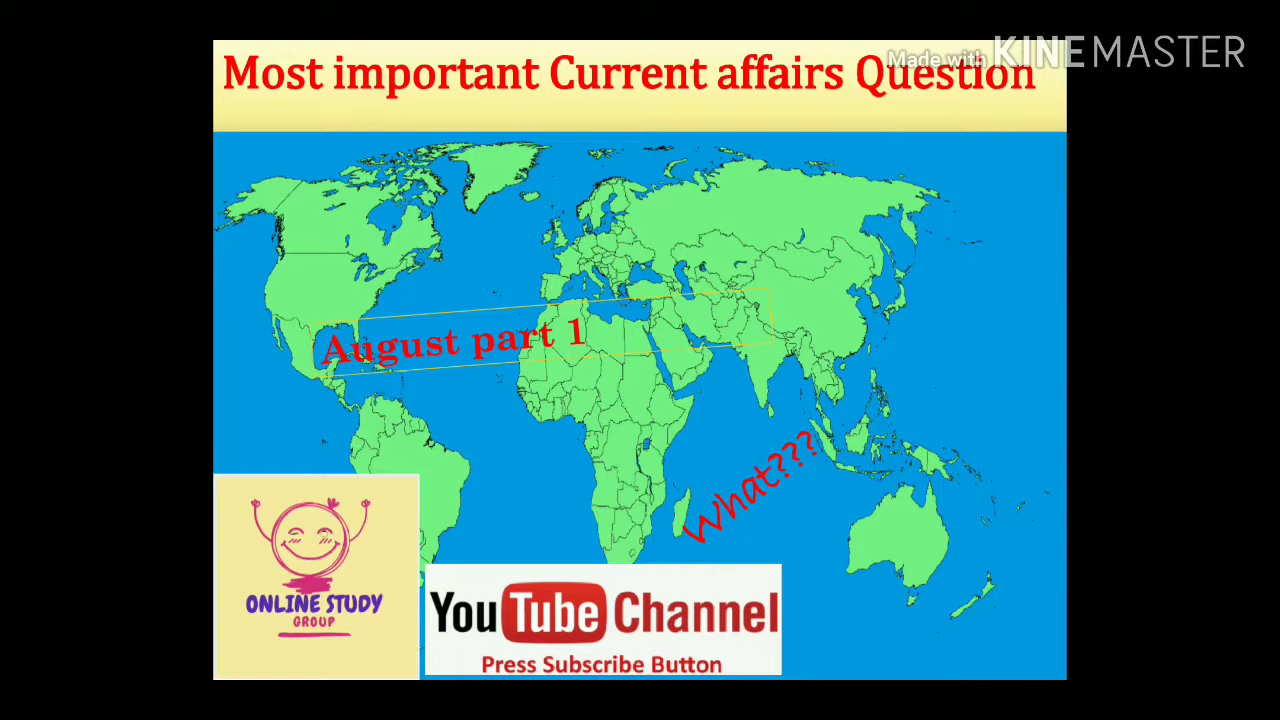 Made with KINEMASTER
Most important Current affairs Question
August part 1
What???
ONLINE STUDY
GROUP
YouTube Channel
Press Subscribe Button